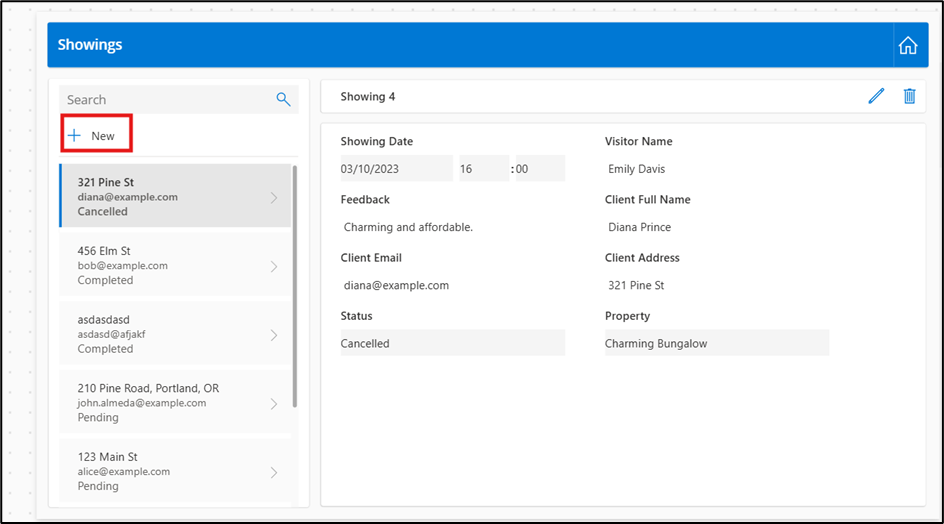 Showings
Search
New
321 Pine St
diana@example.com
Cancelled
456 Elm St
bob@example.com
Completed
asdasdasd
asdasd@afjakf
Completed
210 Pine Road, Portland, OR
john.almeda@example.com
Pending
123 Main St
alice@example.com
Pending
Showing 4
Showing Date Visitor Name
03/10/2023 16 : 00 Emily Davis
Feedback Client Full Name
Charming and affordable. Diana Prince
Client Email Client Address
diana@example.com 321 Pine St
Status Property
Cancelled Charming Bungalow